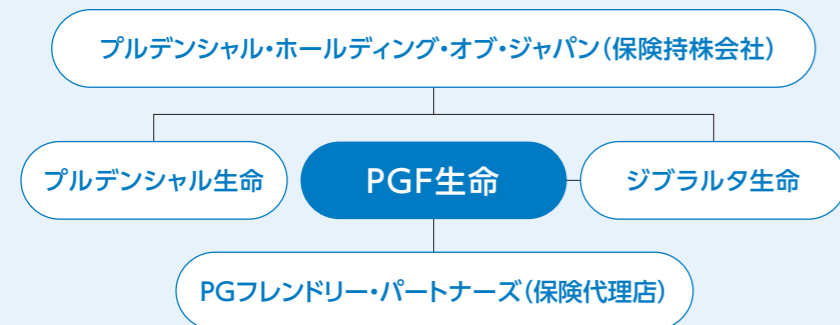 プルデンシャル・ホールディング・オブ・ジャパン（保険持株会社）
プルデンシャル生命
PGF生命
ジブラルタ生命
PGフレンドリー・パートナーズ（保険代理店）